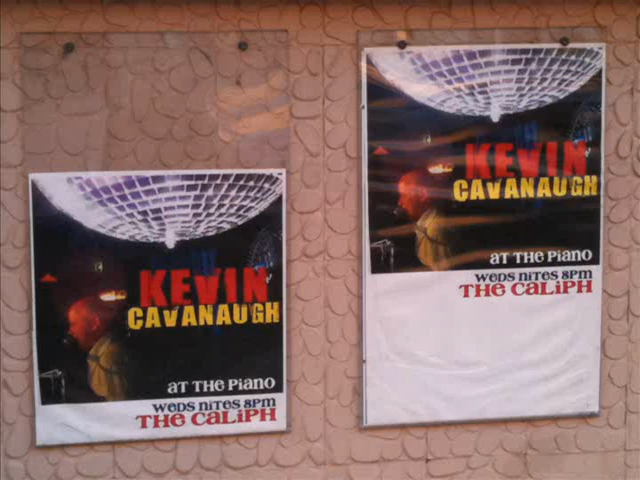 KEVIN
CAVANAUGH
AT THE PIANO
WEDS NITES 8PM
THE CALIPH
KEVIN
CAVANAUGH
AT THE PIANO
WEDS NITES 8PM
THE CALIPH